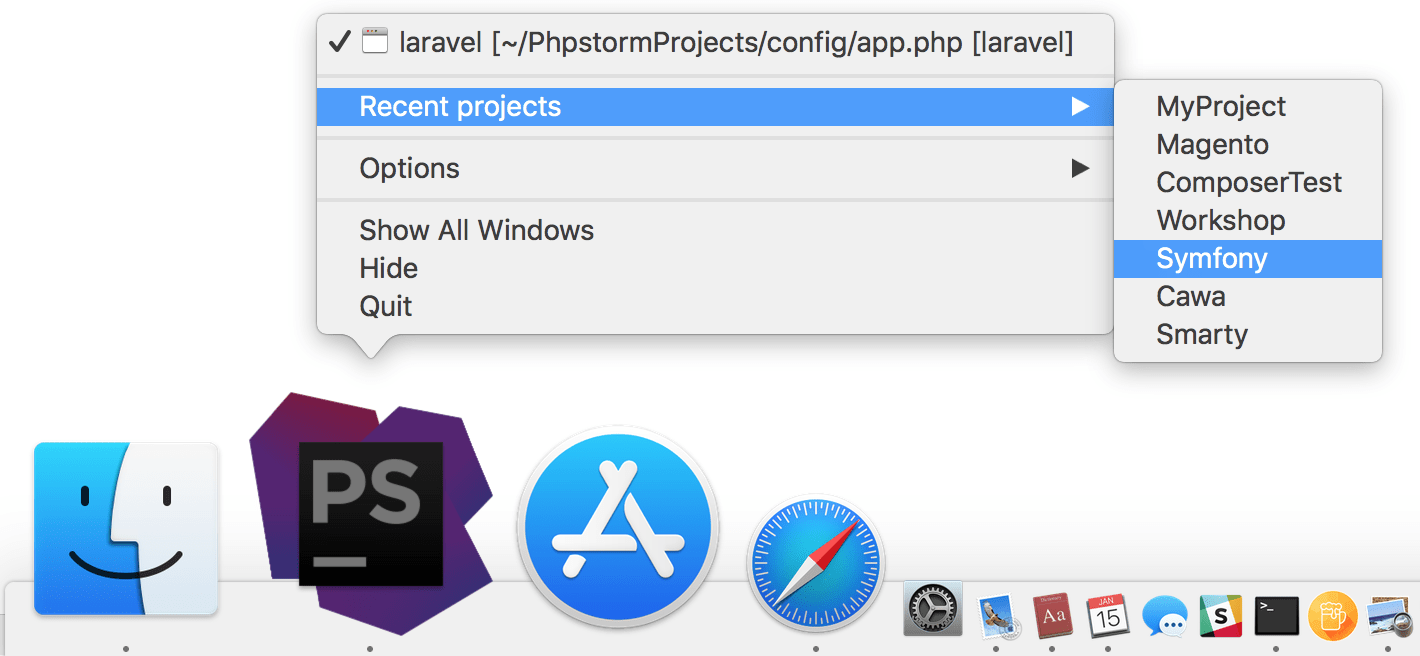 laravel [~/PhpstormProjects/config/app.php [laravel]
Recent projects
Options
Show All Windows
Hide
Quit
MyProject
Magento
ComposerTest
Workshop
Symfony
Cawa
Smarty
PS
Aa
JAN
15
S
>_